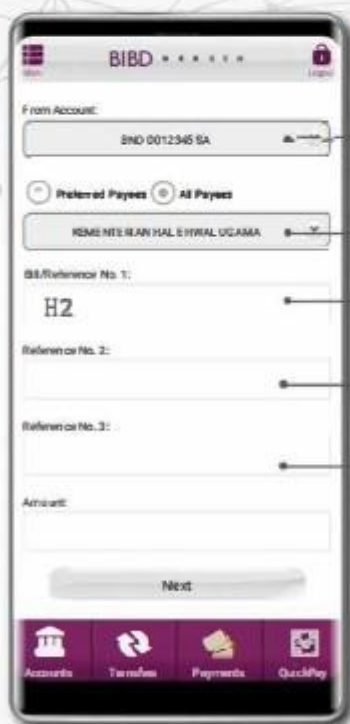 BIBD
Logout
From Account:
BND 0012345 SA
Preferred Payees All Payees
KEMENTERIAN HAL EHWAL UGAMA
Bill/Reference No. 1:
H2
Reference No. 2:
Reference No. 3:
Amount:
Next
Accounts Transfers Payments QuickPay